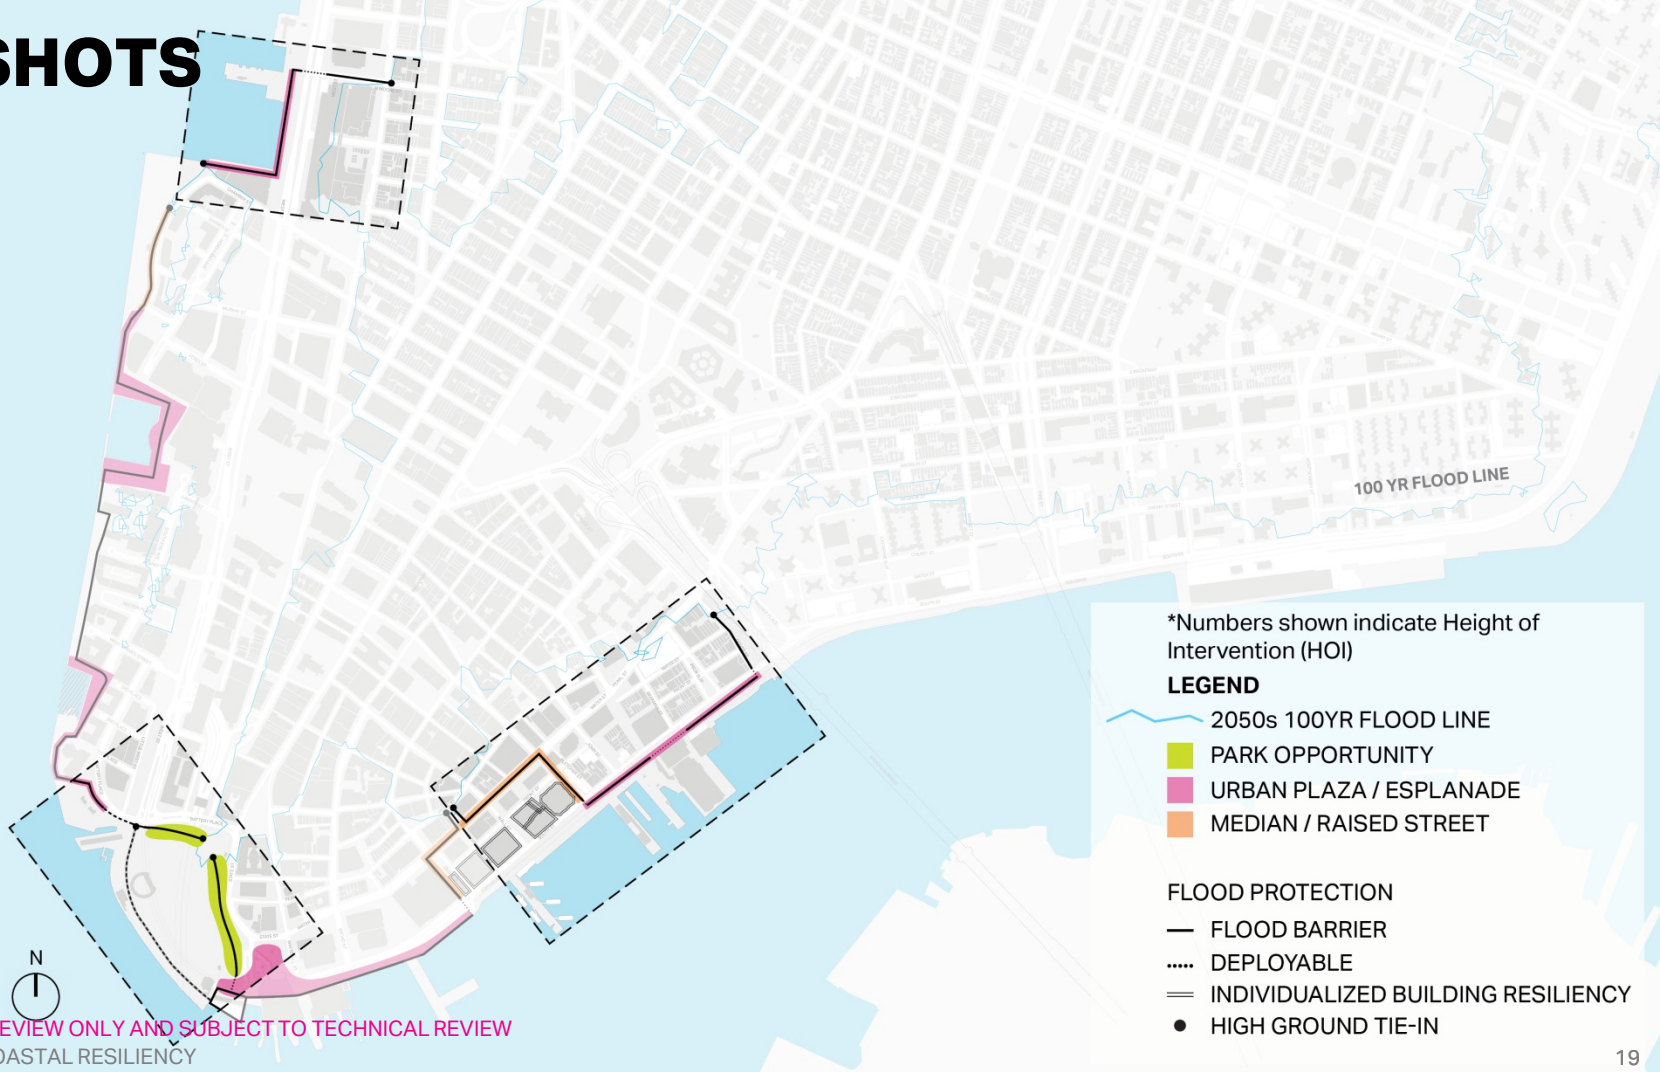 SHOTS
100 YR FLOOD LINE
*Numbers shown indicate Height of
Intervention (HOI)
LEGEND
2050s 100YR FLOOD LINE
PARK OPPORTUNITY
URBAN PLAZA / ESPLANADE
MEDIAN / RAISED STREET
FLOOD PROTECTION
FLOOD BARRIER
DEPLOYABLE
INDIVIDUALIZED BUILDING RESILIENCY
HIGH GROUND TIE-IN
N
EVIEW ONLY AND SUBJECT TO TECHNICAL REVIEW
OASTAL RESILIENCY
19